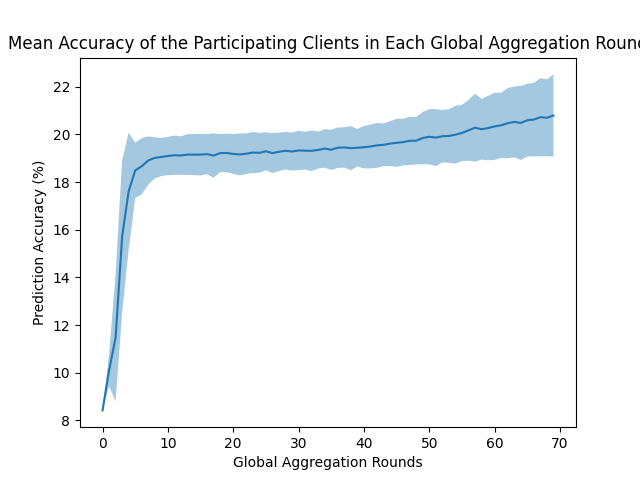 Mean Accuracy of the Participating Clients in Each Global Aggregation Roun
Prediction Accuracy (%)
22
20
18
16
14
12
10
8
0 10 20 30 40 50 60 70
Global Aggregation Rounds